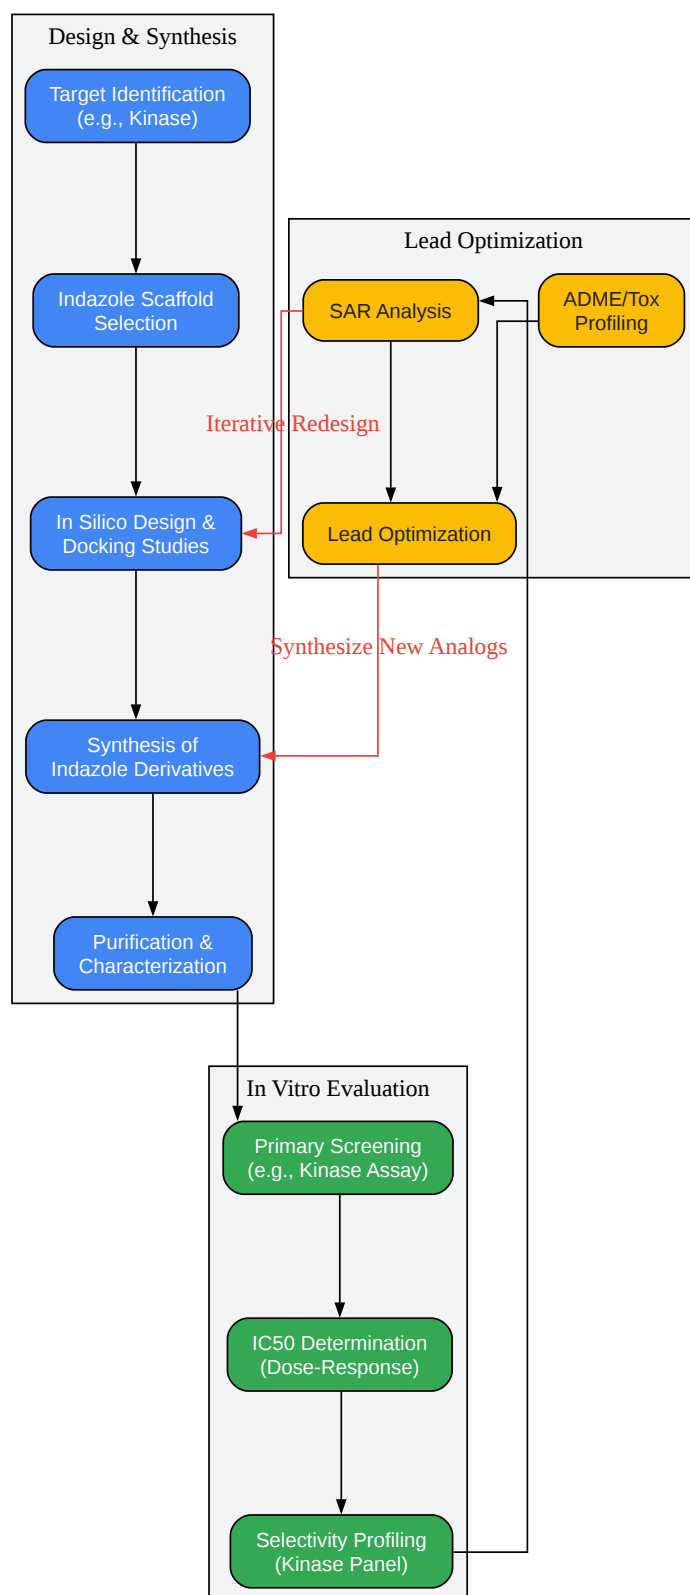 Design & Synthesis
Target Identification
(e.g., Kinase)
Indazole Scaffold
Selection
In Silico Design &
Docking Studies
Synthesis of
Indazole Derivatives
Purification &
Characterization
Lead Optimization
SAR Analysis
ADME/Tox
Profiling
Iterative Redesign
Lead Optimization
Synthesize New Analogs
In Vitro Evaluation
Primary Screening
(e.g., Kinase Assay)
IC50 Determination
(Dose-Response)
Selectivity Profiling
(Kinase Panel)